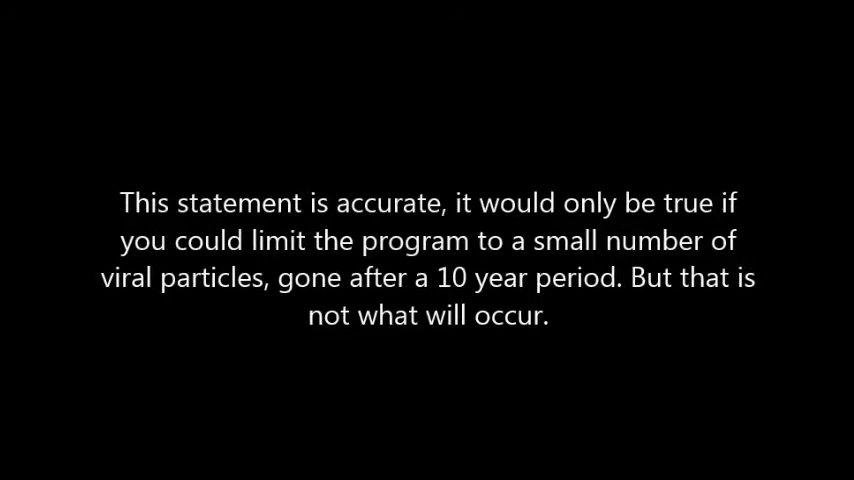 This statement is accurate, it would only be true if
you could limit the program to a small number of
viral particles, gone after a 10 year period. But that is
not what will occur.